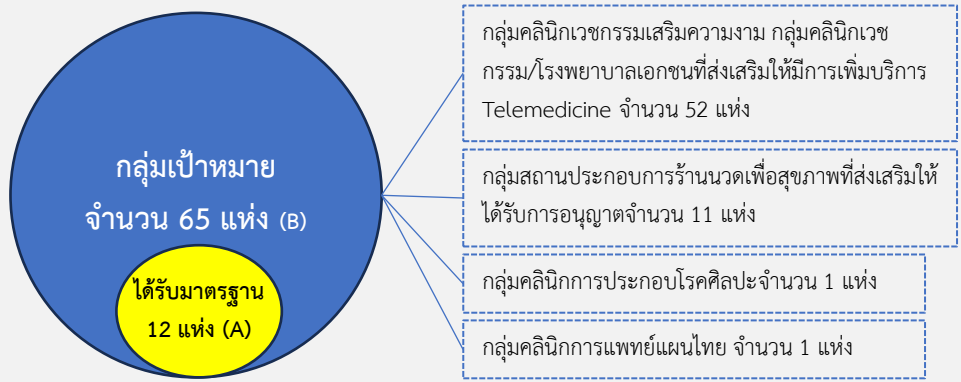 กลุ่มเป้าหมาย
จำนวน 65 แห่ง (B)
ได้รับมาตรฐาน
12 แห่ง (A)
กลุ่มคลินิกเวชกรรมเสริมความงาม กลุ่มคลินิกเวช
กรรม/โรงพยาบาลเอกชนที่ส่งเสริมให้มีการเพิ่มบริการ
Telemedicine จำนวน 52 แห่ง
กลุ่มสถานประกอบการร้านนวดเพื่อสุขภาพที่ส่งเสริมให้
ได้รับการอนุญาตจำนวน 11 แห่ง
กลุ่มคลินิกการประกอบโรคศิลปะจำนวน 1 แห่ง
กลุ่มคลินิกการแพทย์แผนไทย จำนวน 1 แห่ง